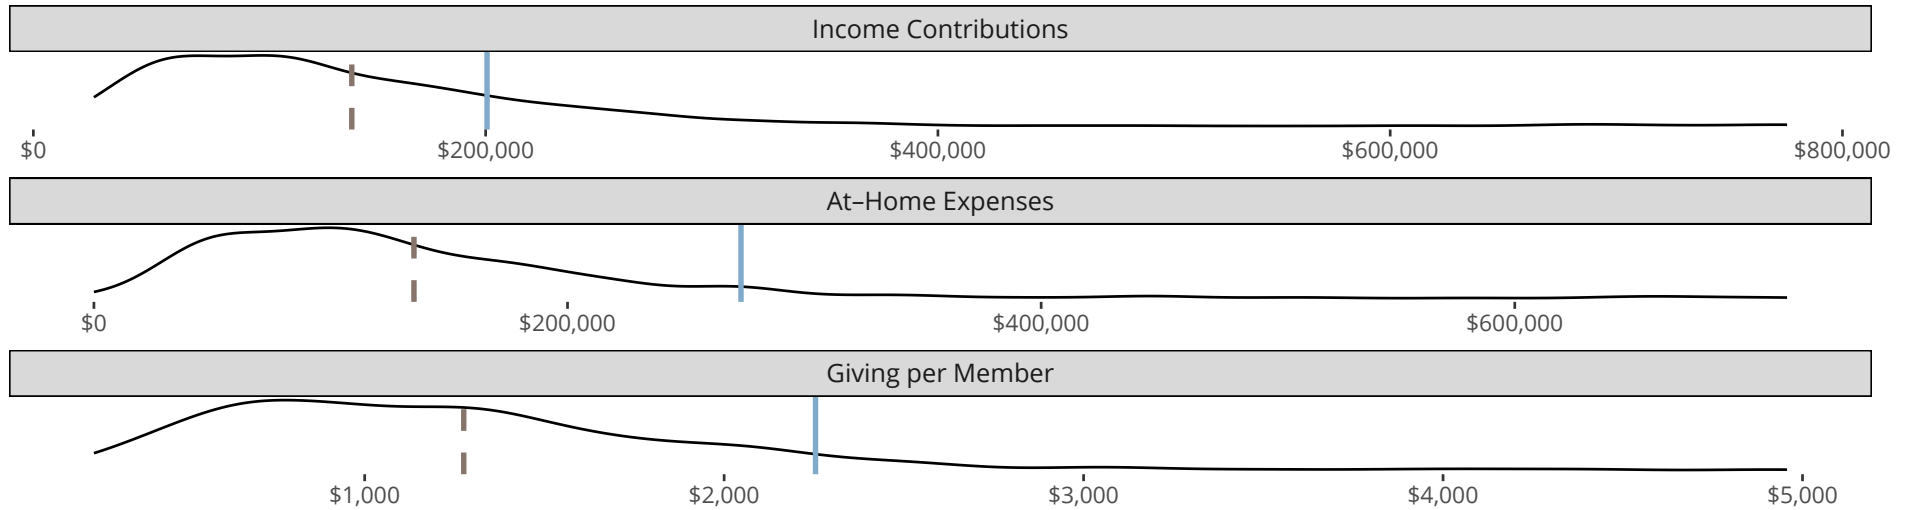 Income Contributions
$0 $200,000 $400,000 $600,000 $800,000
At–Home Expenses
$0 $200,000 $400,000 $600,000
Giving per Member
$1,000 $2,000 $3,000 $4,000 $5,000